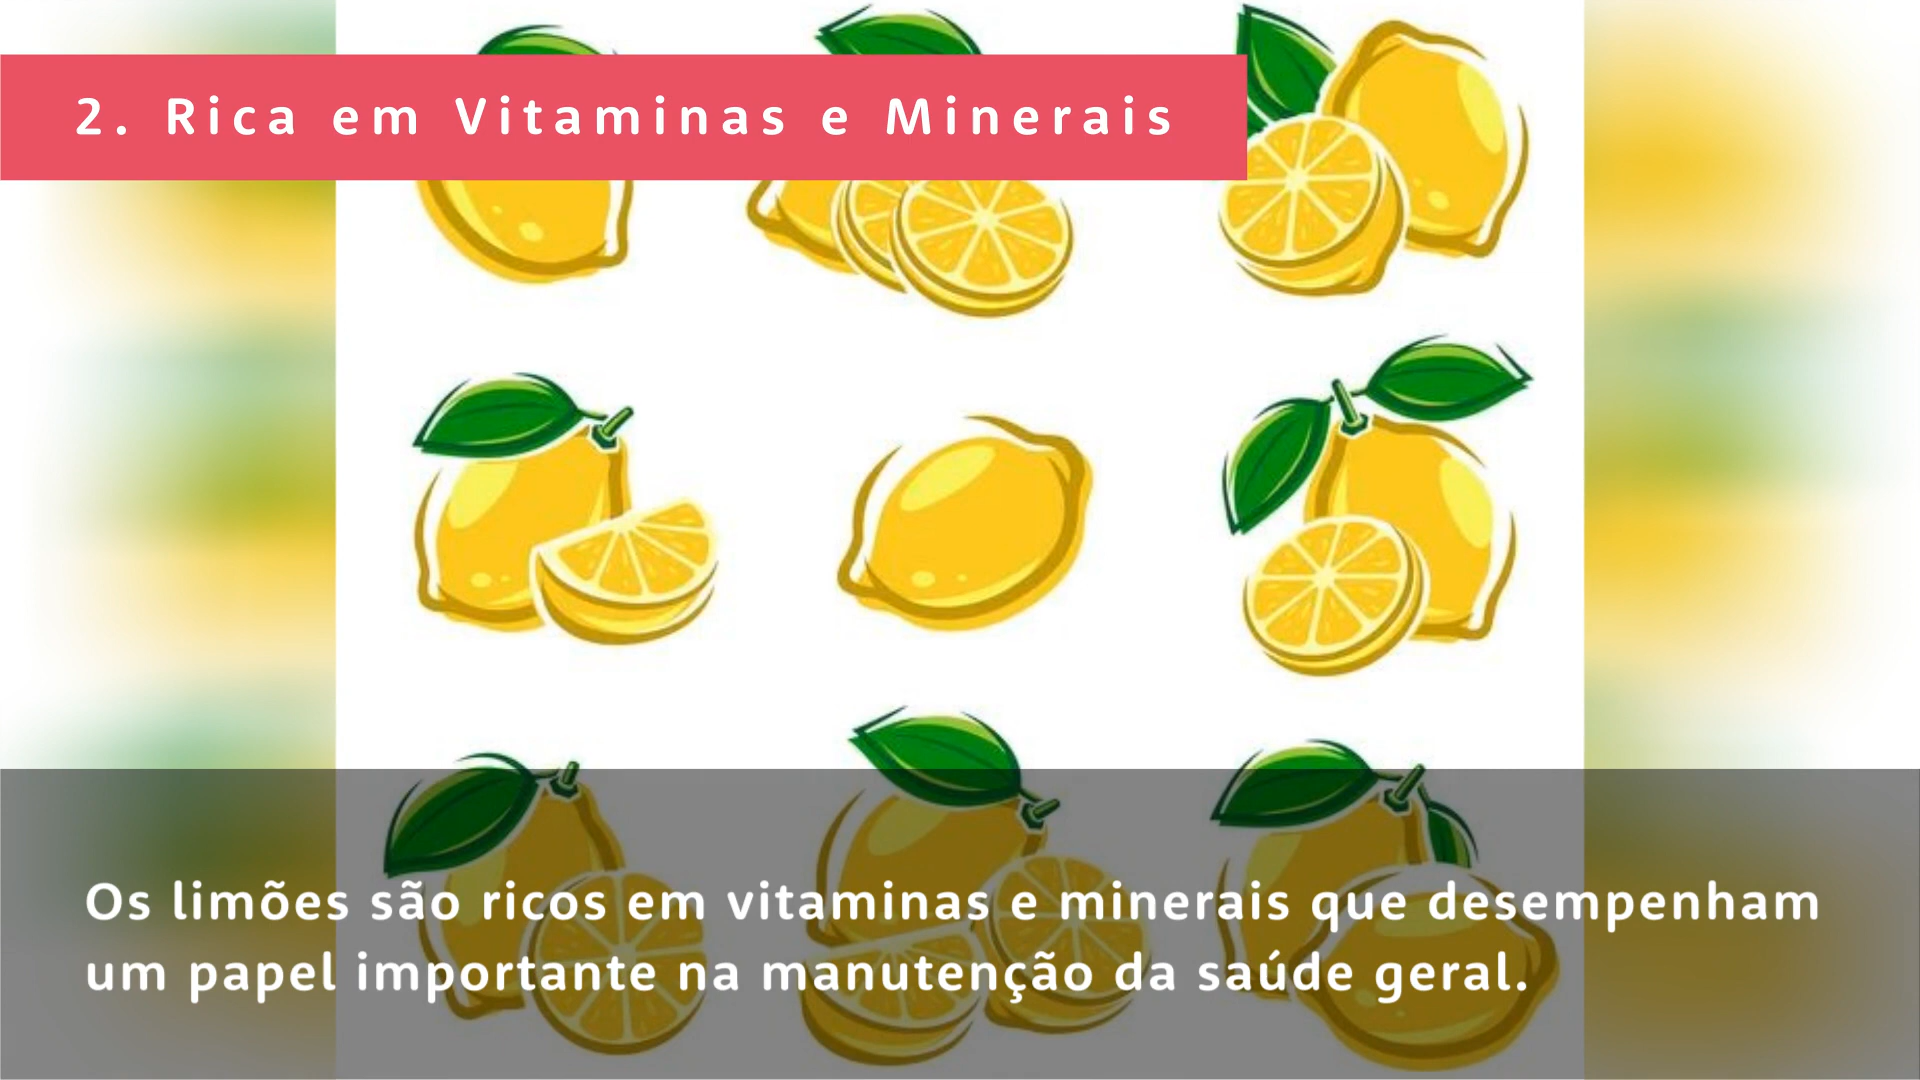 2. Rica em Vitaminas e Minerais
Os limões são ricos em vitaminas e minerais que desempenham
um papel importante na manutenção da saúde geral.